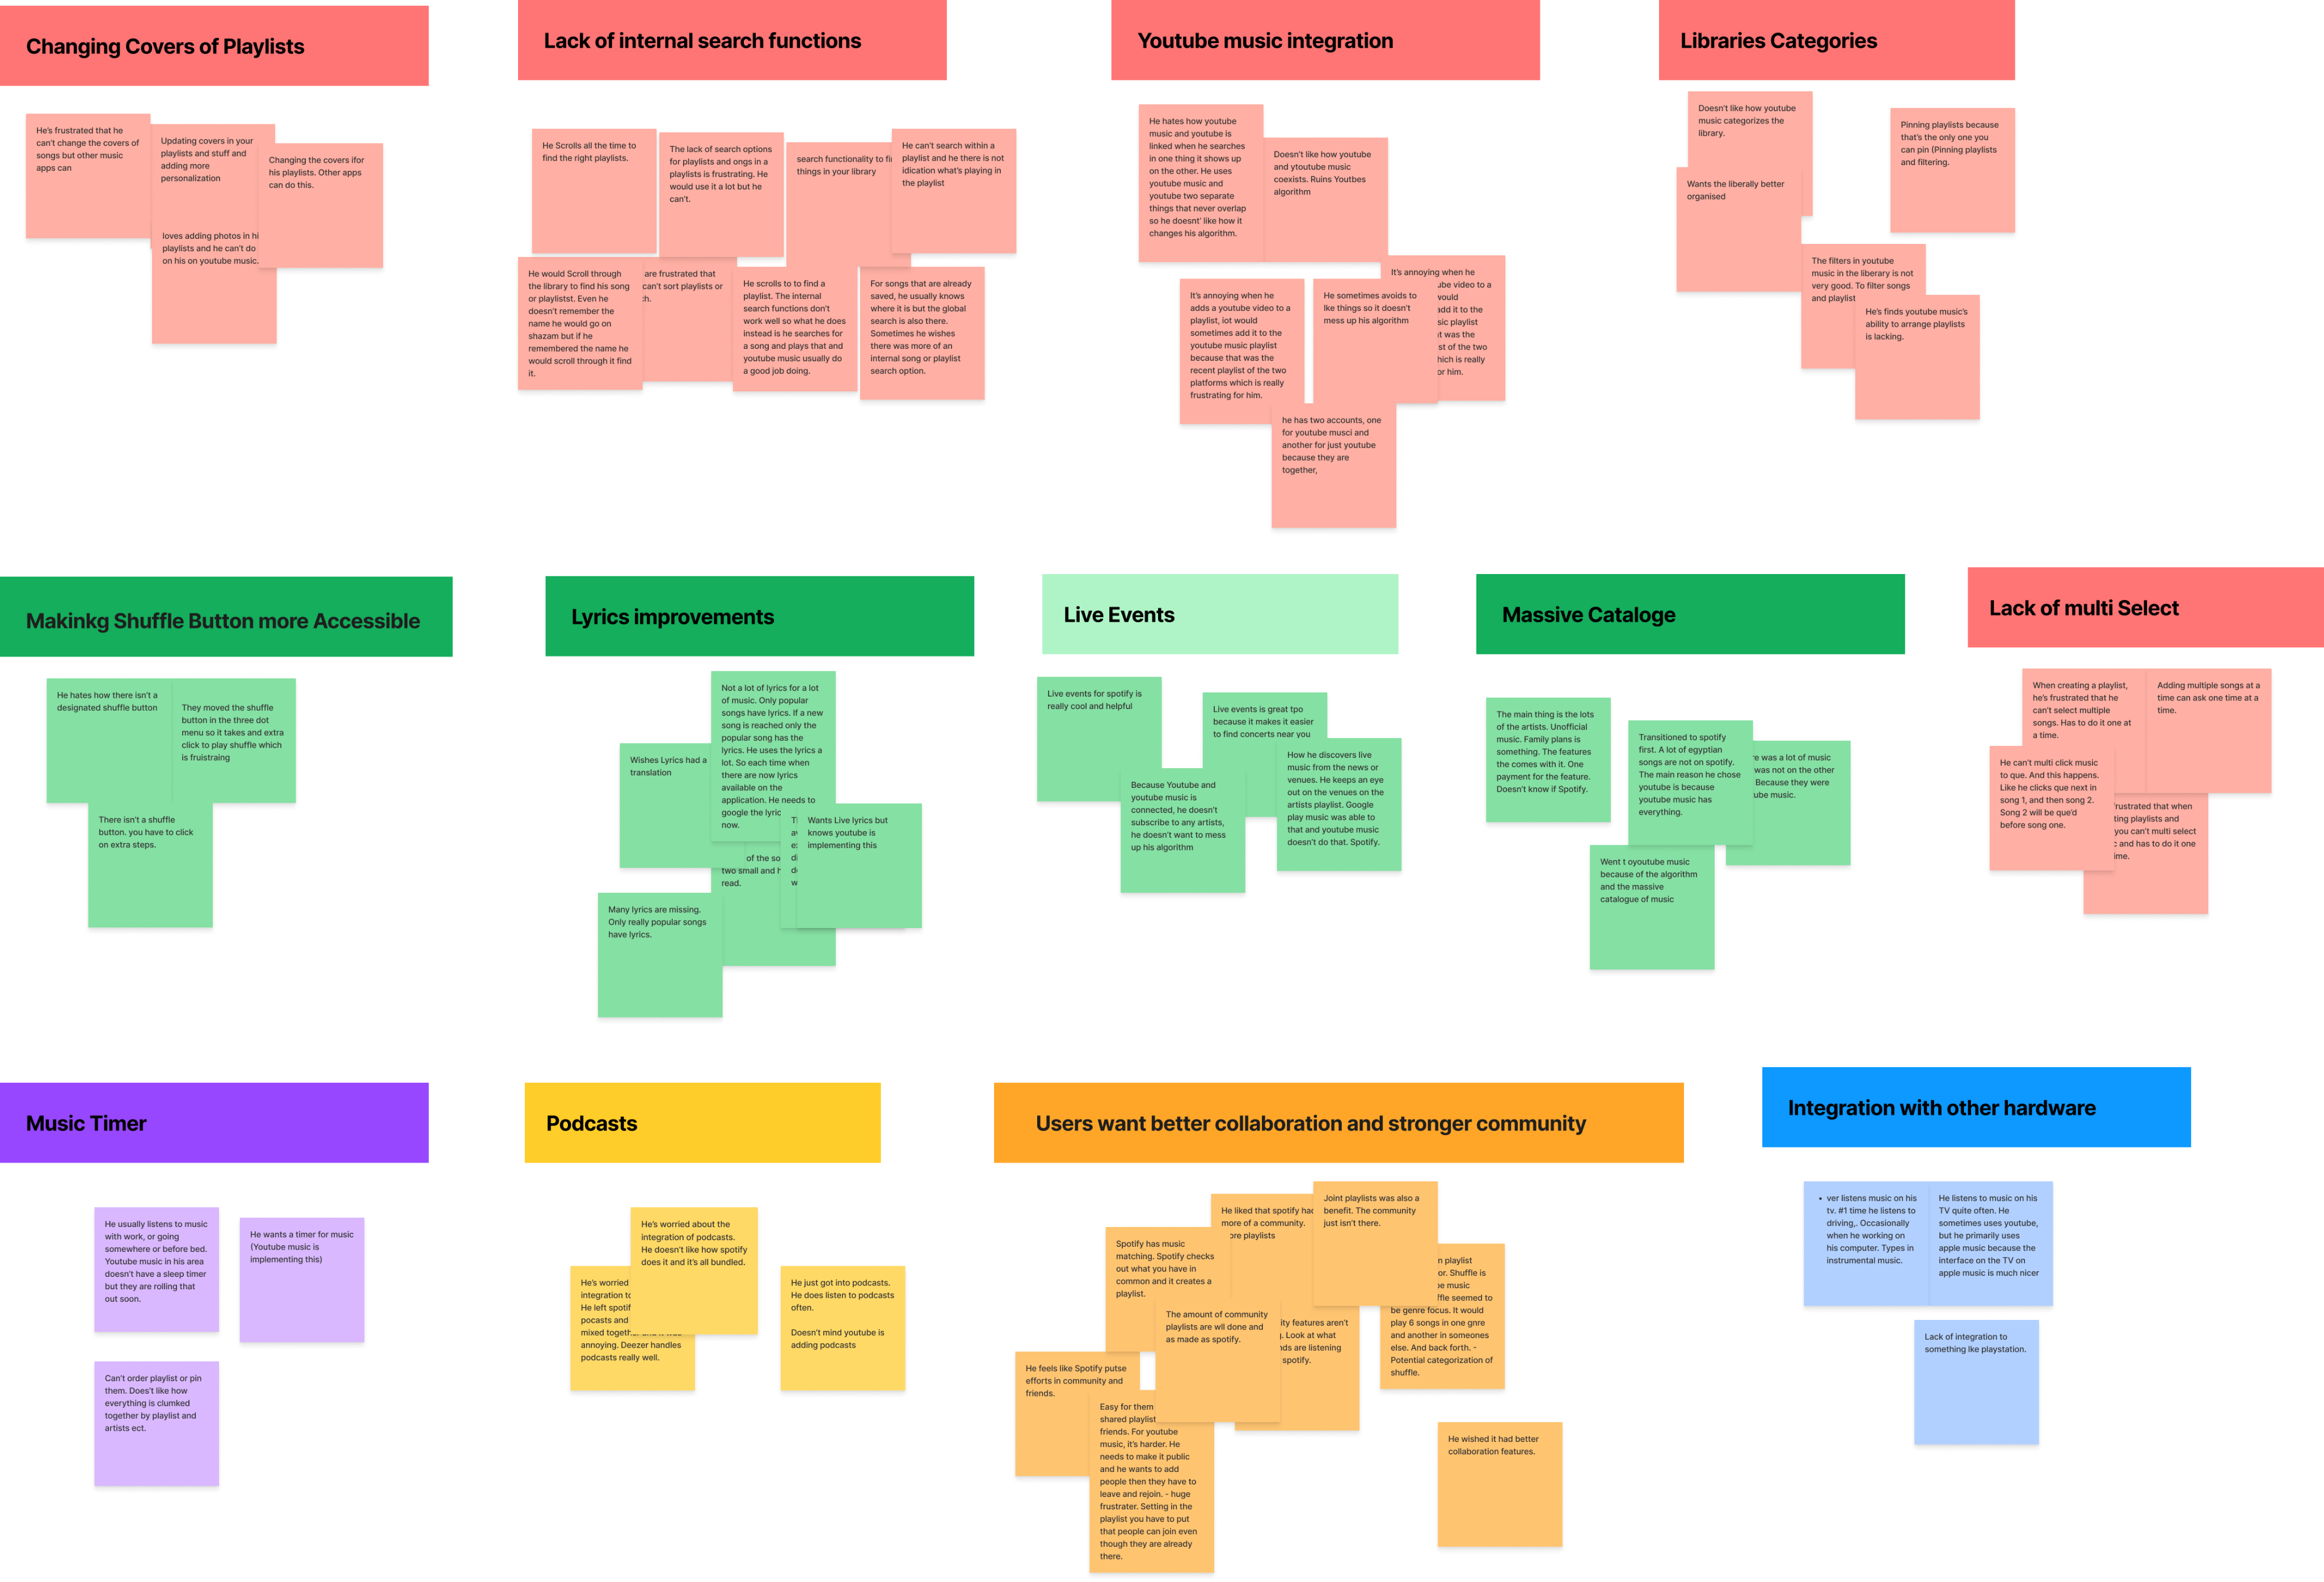 Changing Covers of Playlists
He's frustrated that he
can't change the covers of
songs but other music
apps can
Updating covers in your
playlists and stuff and
adding more
personalization
Changing the covers ifor
his playlists. Other apps
can do this.
loves adding photos in hi
playlists and he can't do
on his on youtube music.
Lack of internal search functions
He Scrolls all the time to
find the right playlists.
The lack of search options
for playlists and ongs in a
playlists is frustrating. He
would use it a lot but he
can't.
search functionality to fi
things in your library
He can't search within a
playlist and he there is not
idication what's playing in
the playlist
He would Scroll through
the library to find his song
or playlistst. Even he
doesn't remember the
name he would go on
shazam but if he
remembered the name he
would scroll through it find
it.
are frustrated that
can't sort playlists or
He scrolls to to find a
playlist. The internal
search functions don't
work well so what he does
instead is he searches for
a song and plays that and
youtube music usually do
a good job doing.
For songs that are already
saved, he usually knows
where it is but the global
search is also there.
Sometimes he wishes
there was more of an
internal song or playlist
search option.
Youtube music integration
He hates how youtube
music and youtube is
linked when he searches
in one thing it shows up
on the other. He uses
youtube music and
youtube two separate
things that never overlap
so he doesnt' like how it
changes his algorithm.
Doesn't like how youtube
and ytoutube music
coexists. Ruins Youtbes
algorithm
It's annoying when he
adds a youtube video to a
playlist, iot would
sometimes add it to the
youtube music playlist
because that was the
recent playlist of the two
platforms which is really
frustrating for him.
He sometimes avoids to
lke things so it doesn't
mess up his algorithm
It's annoying when he
ube video to a
would
add it to the
sic playlist
t was the
st of the two
hich is really
or him.
he has two accounts, one
for youtube musci and
another for just youtube
because they are
together,
Libraries Categories
Doesn't like how youtube
music categorizes the
library.
Pinning playlists because
that's the only one you
can pin (Pinning playlists
and filtering.
Wants the liberally better
organised
The filters in youtube
music in the liberary is not
very good. To filter songs
and playlist
He's finds youtube music's
ability to arrange playlists
is lacking.
Makinkg Shuffle Button more Accessible
He hates how there isn't a
designated shuffle button
They moved the shuffle
button in the three dot
menu so it takes and extra
click to play shuffle which
is fruistraing
There isn't a shuffle
button. you have to click
on extra steps.
Lyrics improvements
Not a lot of lyrics for a lot
of music. Only popular
songs have lyrics. If a new
song is reached only the
popular song has the
lyrics. He uses the lyrics a
lot. So each time when
there are now lyrics
available on the
application. He needs to
google the lyric
now.
Wishes Lyrics had a
translation
Wants Live lyrics but
knows youtube is
implementing this
of the so
two small and h
read.
Many lyrics are missing.
Only really popular songs
have lyrics.
Live Events
Live events for spotify is
really cool and helpful
Live events is great tpo
because it makes it easier
to find concerts near you
How he discovers live
music from the news or
venues. He keeps an eye
out on the venues on the
artists playlist. Google
play music was able to
that and youtube music
doesn't do that. Spotify.
Because Youtube and
youtube music is
connected, he doesn't
subscribe to any artists,
he doesn't want to mess
up his algorithm
Massive Cataloge
The main thing is the lots
of the artists. Unofficial
music. Family plans is
something. The features
the comes with it. One
payment for the feature.
Doesn't know if Spotify.
Transitioned to spotify
first. A lot of egyptian
songs are not on spotify.
The main reason he chose
youtube is because
youtube music has
everything.
re was a lot of music
was not on the other
Because they were
ube music.
Went t oyoutube music
because of the algorithm
and the massive
catalogue of music
Lack of multi Select
When creating a playlist,
he's frustrated that he
can't select multiple
songs. Has to do it one at
a time.
Adding multiple songs at a
time can ask one time at a
time.
He can't multi click music
to que. And this happens.
Like he clicks que next in
song 1, and then song 2.
Song 2 will be que'd
before song one.
frustrated that when
ting playlists and
you can't multi select
c and has to do it one
ime.
Music Timer
He usually listens to music
with work, or going
somewhere or before bed.
Youtube music in his area
doesn't have a sleep timer
but they are rolling that
out soon.
He wants a timer for music
(Youtube music is
implementing this)
Can't order playlist or pin
them. Does't like how
everything is clumked
together by playlist and
artists ect.
Podcasts
He's worried about the
integration of podcasts.
He doesn't like how spotify
does it and it's all bundled.
He's worried
integration to
He left spotif
pocasts and
mixed togeth
annoying. Deezer handles
podcasts really well.
He just got into podcasts.
He does listen to podcasts
often.
Doesn't mind youtube is
adding podcasts
Users want better collaboration and stronger community
He liked that spotify had
more of a community.
ore playlists
Joint playlists was also a
benefit. The community
just isn't there.
Spotify has music
matching. Spotify checks
out what you have in
common and it creates a
playlist.
n playlist
or. Shuffle is
be music
ffle seemed to
be genre focus. It would
play 6 songs in one gnre
and another in someones
else. And back forth. -
Potential categorization of
shuffle.
The amount of community
playlists are wll done and
as made as spotify.
ity features aren't
g. Look at what
nds are listening
spotify.
He feels like Spotify putse
efforts in community and
friends.
Easy for them
shared playlist
friends. For youtube
music, it's harder. He
needs to make it public
and he wants to add
people then they have to
leave and rejoin. - huge
frustrater. Setting in the
playlist you have to put
that people can join even
though they are already
there.
He wished it had better
collaboration features.
Integration with other hardware
• ver listens music on his
tv. #1 time he listens to
driving,. Occasionally
when he working on
his computer. Types in
instrumental music.
He listens to music on his
TV quite often. He
sometimes uses youtube,
but he primarily uses
apple music because the
interface on the TV on
apple music is much nicer
Lack of integration to
something lke playstation.